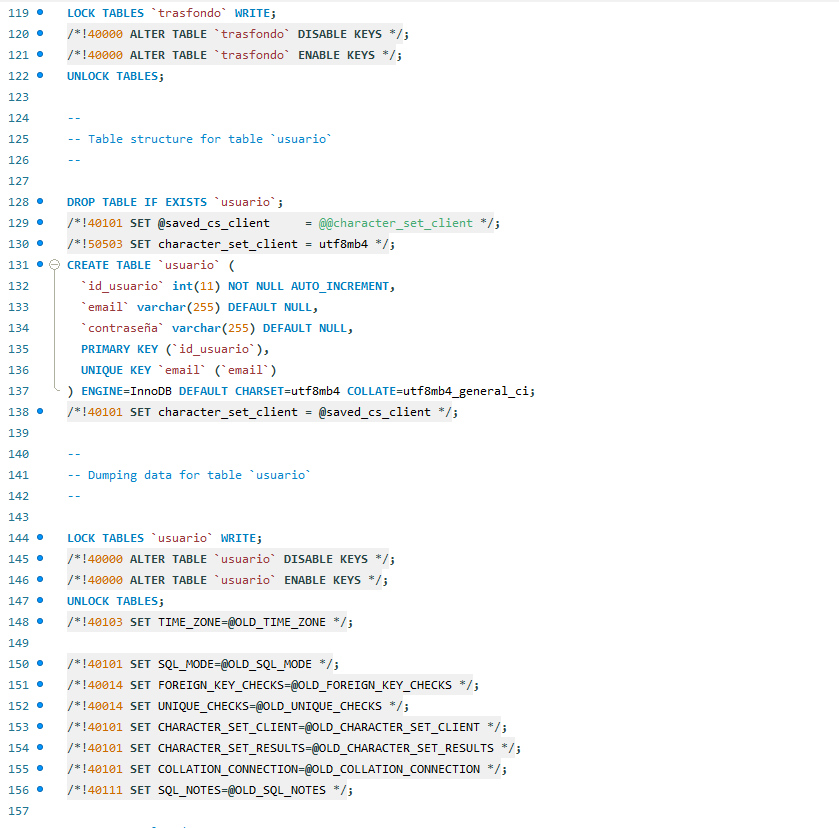 119 LOCK TABLES `trasfondo` WRITE;
120 /*!40000 ALTER TABLE `trasfondo` DISABLE KEYS */;
121 /*!40000 ALTER TABLE `trasfondo` ENABLE KEYS */;
122 UNLOCK TABLES;
123
124 --
125 -- Table structure for table `usuario`
126 --
127
128 DROP TABLE IF EXISTS `usuario`;
129 /*!40101 SET @saved_cs_client     = @@character_set_client */;
130 /*!50503 SET character_set_client = utf8mb4 */;
131 CREATE TABLE `usuario` (
132   `id_usuario` int(11) NOT NULL AUTO_INCREMENT,
133   `email` varchar(255) DEFAULT NULL,
134   `contraseña` varchar(255) DEFAULT NULL,
135   PRIMARY KEY (`id_usuario`),
136   UNIQUE KEY `email` (`email`)
137 ) ENGINE=InnoDB DEFAULT CHARSET=utf8mb4 COLLATE=utf8mb4_general_ci;
138 /*!40101 SET character_set_client = @saved_cs_client */;
139
140 --
141 -- Dumping data for table `usuario`
142 --
143
144 LOCK TABLES `usuario` WRITE;
145 /*!40000 ALTER TABLE `usuario` DISABLE KEYS */;
146 /*!40000 ALTER TABLE `usuario` ENABLE KEYS */;
147 UNLOCK TABLES;
148 /*!40103 SET TIME_ZONE=@OLD_TIME_ZONE */;
149
150 /*!40101 SET SQL_MODE=@OLD_SQL_MODE */;
151 /*!40014 SET FOREIGN_KEY_CHECKS=@OLD_FOREIGN_KEY_CHECKS */;
152 /*!40014 SET UNIQUE_CHECKS=@OLD_UNIQUE_CHECKS */;
153 /*!40101 SET CHARACTER_SET_CLIENT=@OLD_CHARACTER_SET_CLIENT */;
154 /*!40101 SET CHARACTER_SET_RESULTS=@OLD_CHARACTER_SET_RESULTS */;
155 /*!40101 SET COLLATION_CONNECTION=@OLD_COLLATION_CONNECTION */;
156 /*!40111 SET SQL_NOTES=@OLD_SQL_NOTES */;
157